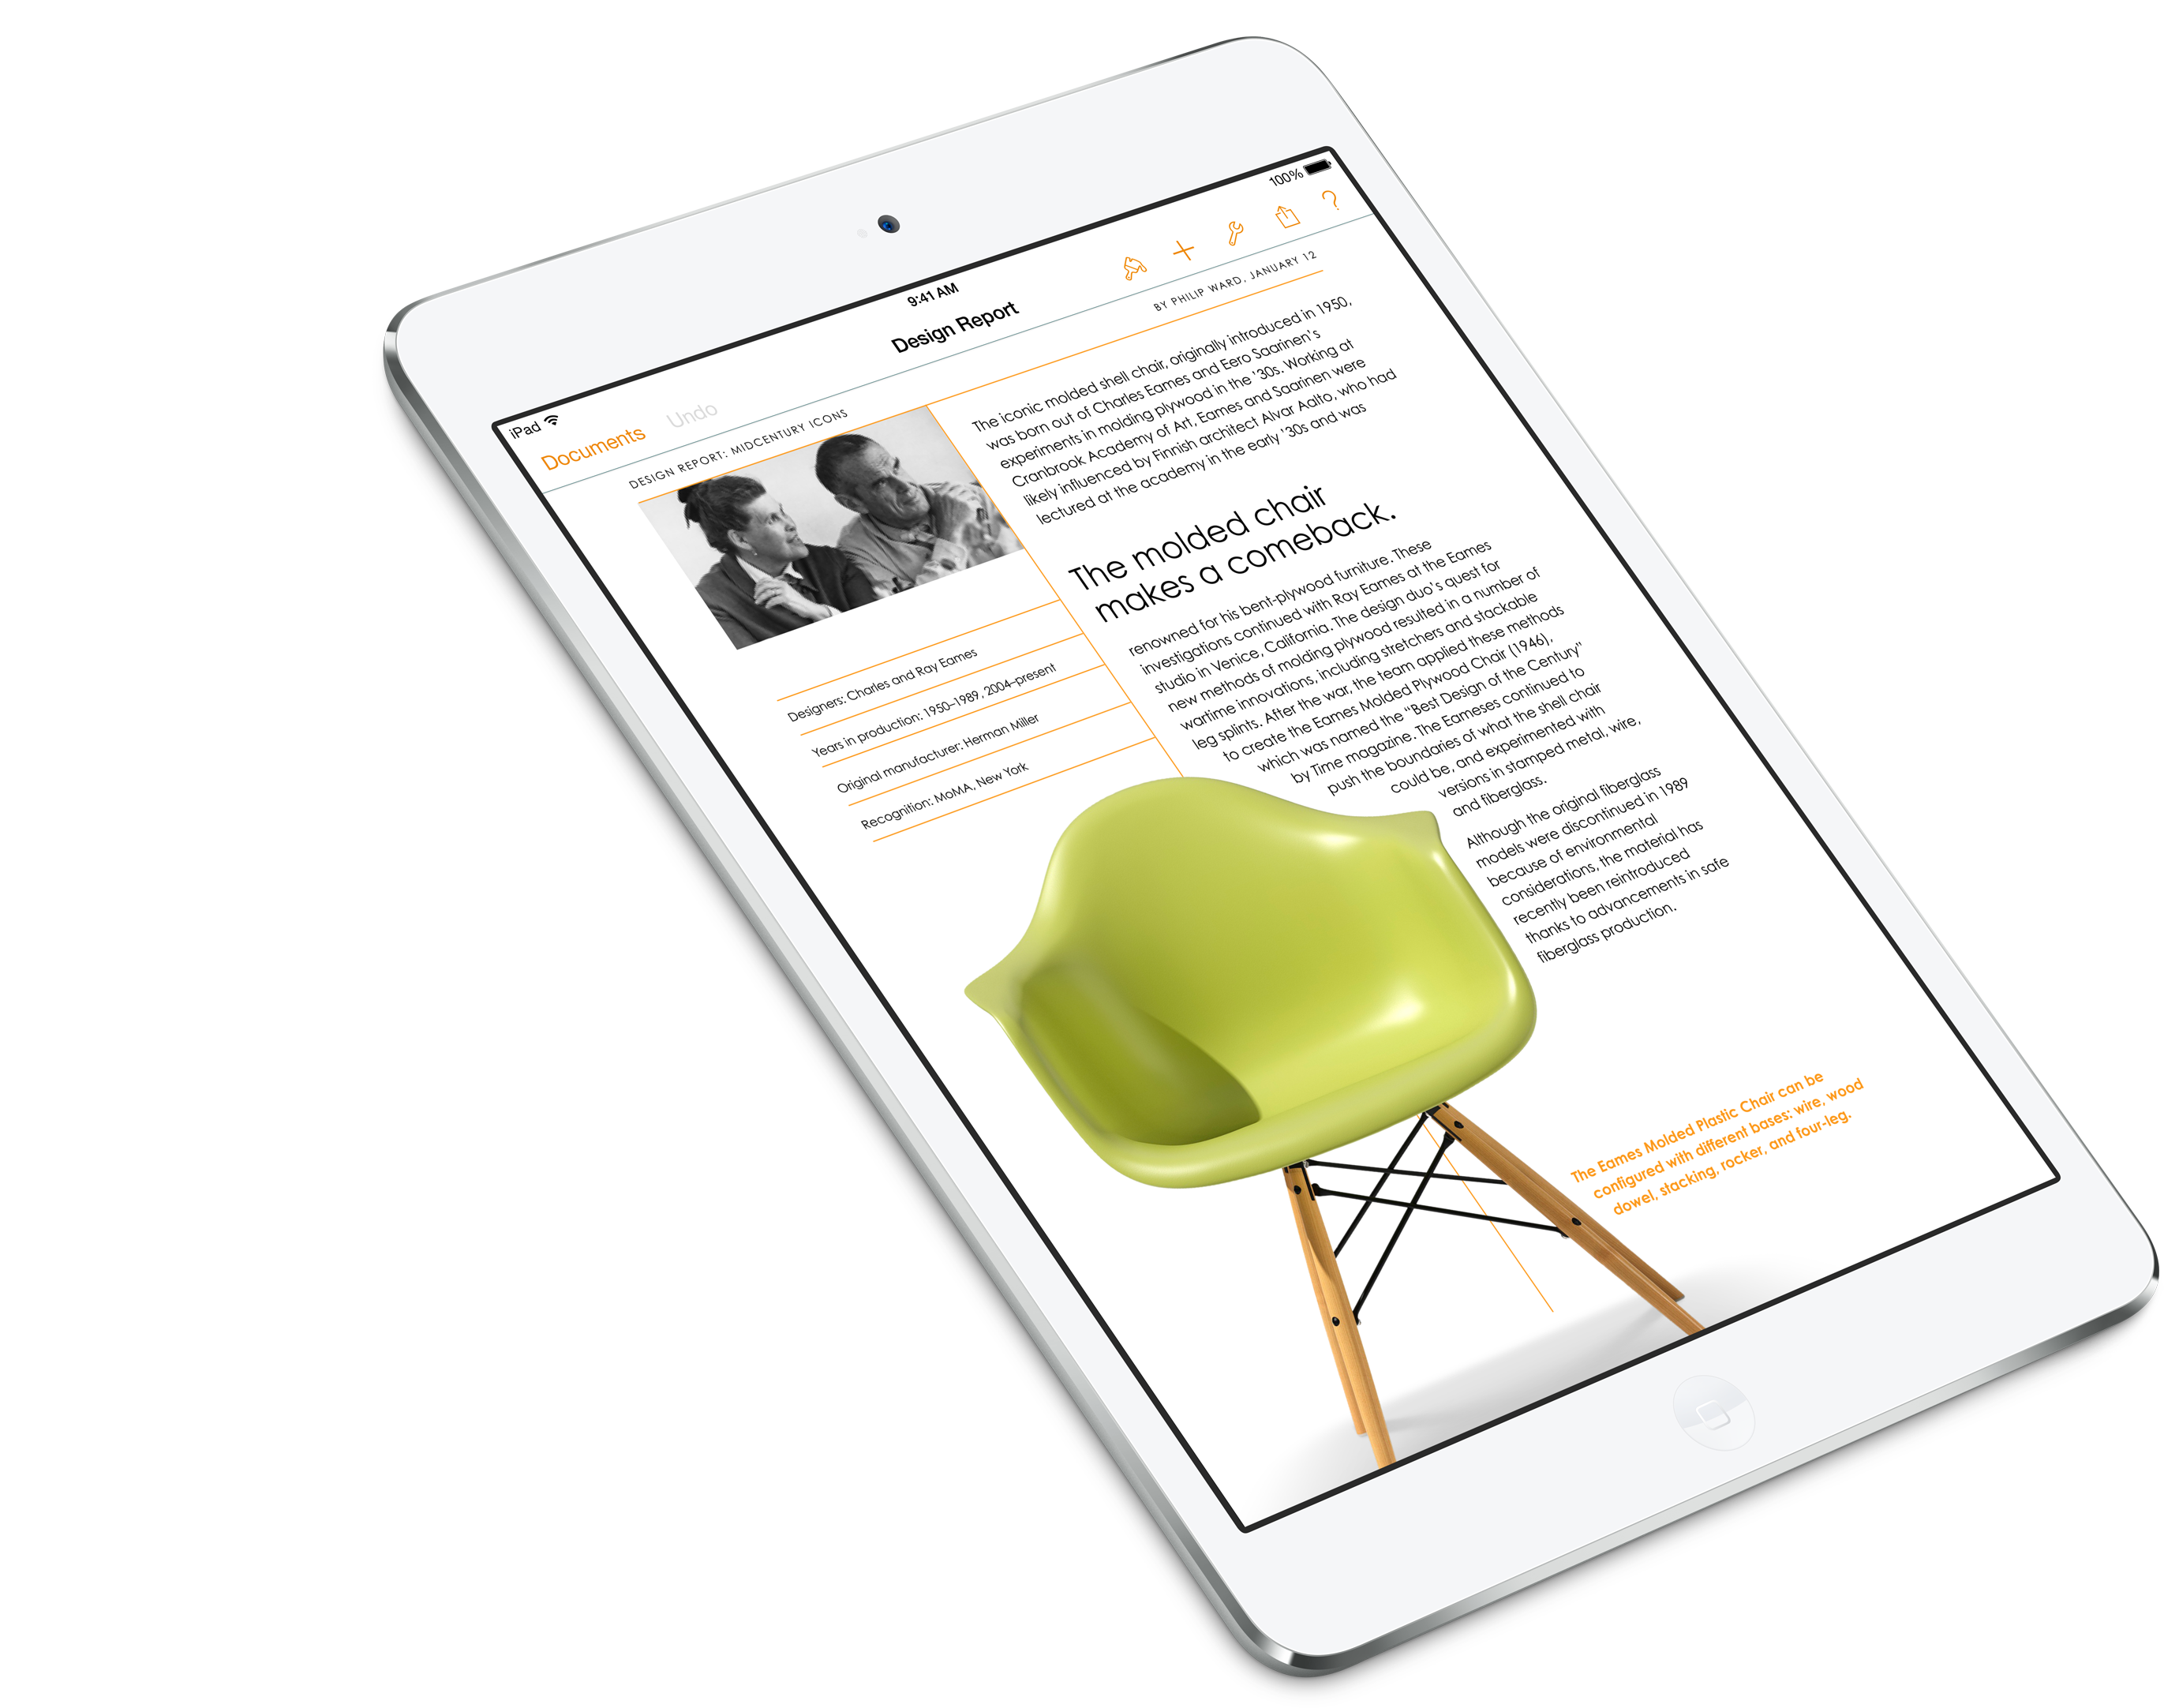 iPad
9:41 AM
100%
Documents
Undo
Design Report
?
DESIGN REPORT: MIDCENTURY ICONS
BY PHILIP WARD, JANUARY 12
Designers: Charles and Ray Eames
Years in production: 1950–1989, 2004–present
Original manufacturer: Herman Miller
Recognition: MoMA, New York
The iconic molded shell chair, originally introduced in 1950,
was born out of Charles Eames and Eero Saarinen's
experiments in molding plywood in the '30s. Working at
Cranbrook Academy of Art, Eames and Saarinen were
likely influenced by Finnish architect Alvar Aalto, who had
lectured at the academy in the early '30s and was
The molded chair
makes a comeback.
renowned for his bent-plywood furniture. These
investigations continued with Ray Eames at the Eames
studio in Venice, California. The design duo's quest for
new methods of molding plywood resulted in a number of
wartime innovations, including stretchers and stackable
leg splints. After the war, the team applied these methods
to create the Eames Molded Plywood Chair (1946),
which was named the "Best Design of the Century"
by Time magazine. The Eameses continued to
push the boundaries of what the shell chair
could be, and experimented with
versions in stamped metal, wire,
and fiberglass.
Although the original fiberglass
models were discontinued in 1989
because of environmental
considerations, the material has
recently been reintroduced
thanks to advancements in safe
fiberglass production.
The Eames Molded Plastic Chair can be
configured with different bases: wire, wood
dowel, stacking, rocker, and four-leg.